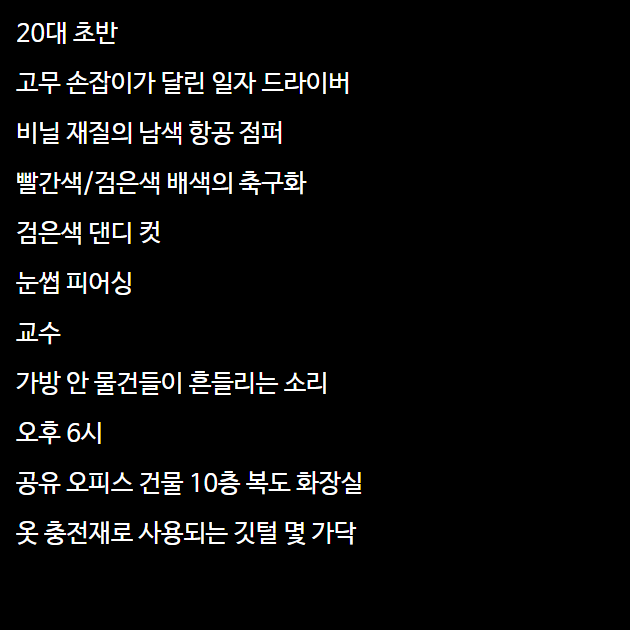 20대 초반
고무 손잡이가 달린 일자 드라이버
비닐 재질의 남색 항공 점퍼
빨간색/검은색 배색의 축구화
검은색 댄디 컷
눈썹 피어싱
교수
가방 안 물건들이 흔들리는 소리
오후 6시
공유 오피스 건물 10층 복도 화장실
옷 충전재로 사용되는 깃털 몇 가닥